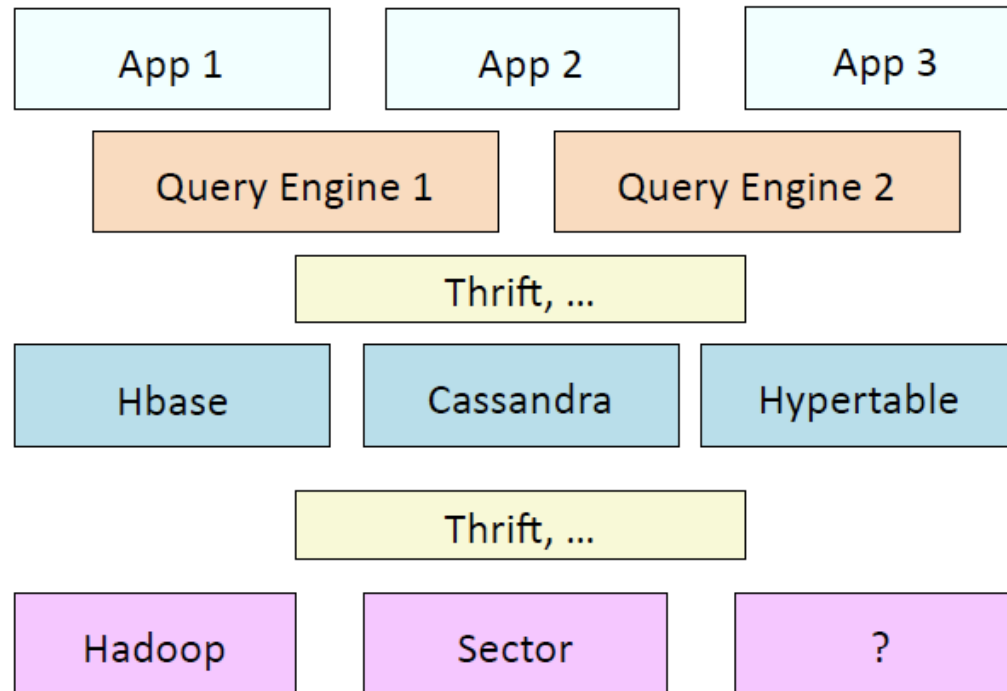 App 1
App 2
App 3
Query Engine 1
Query Engine 2
Thrift, ...
Hbase
Cassandra
Hypertable
Thrift, ...
Hadoop
Sector
?